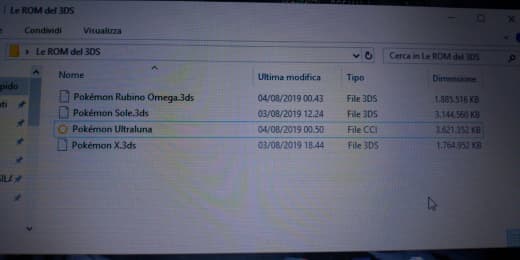 Le ROM del 3DS
Condividi Visualizza
Le ROM del 3DS Cerca in Le ROM del 3DS
Nome Ultima modifica Tipo Dimensione
Pokémon Rubino Omega.3ds 04/08/2019 00.43 File 3DS 1.885.516 KB
Pokémon Sole.3ds 03/08/2019 12.24 File 3DS 3.144.560 KB
Pokémon Ultraluna 04/08/2019 00.50 File CCI 3.621.352 KB
Pokémon X.3ds 03/08/2019 18.44 File 3DS 1.764.952 KB